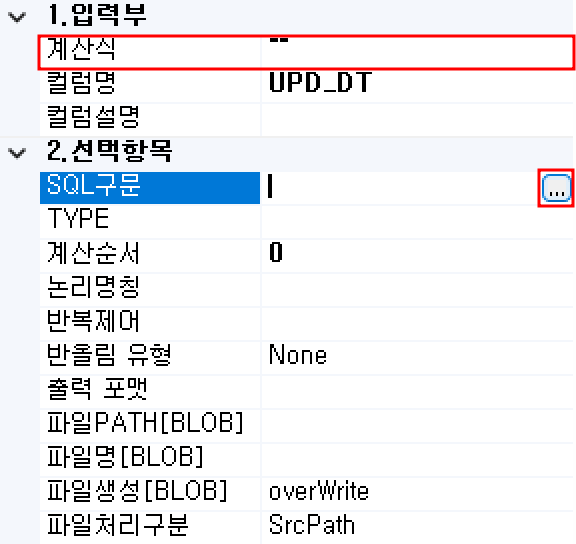 1.입력부
계산식 ""
컬럼명 UPD_DT
컬럼설명
2.선택항목
SQL구문 ...
TYPE
계산순서 0
논리명칭
반복제어
반올림 유형 None
출력 포맷
파일PATH[BLOB]
파일명[BLOB]
파일생성[BLOB] overWrite
파일처리구분 SrcPath